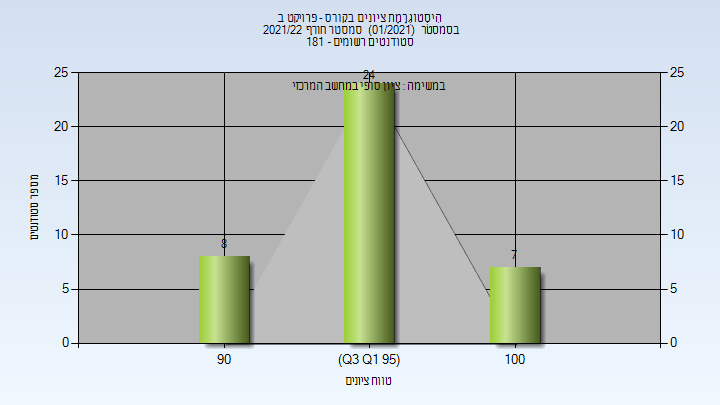 היסטוגרמת ציונים בקורס - פרויקט ב
בסמסטר (01/2021) סמסטר חורף 2021/22
סטודנטים רשומים - 181
במשימה : ציון סופי במחשב המרכזי
25
20
15
10
5
0
25
20
15
10
5
0
8
24
7
90
(Q3 Q1 95)
100
מספר סטודנטים
טווח ציונים